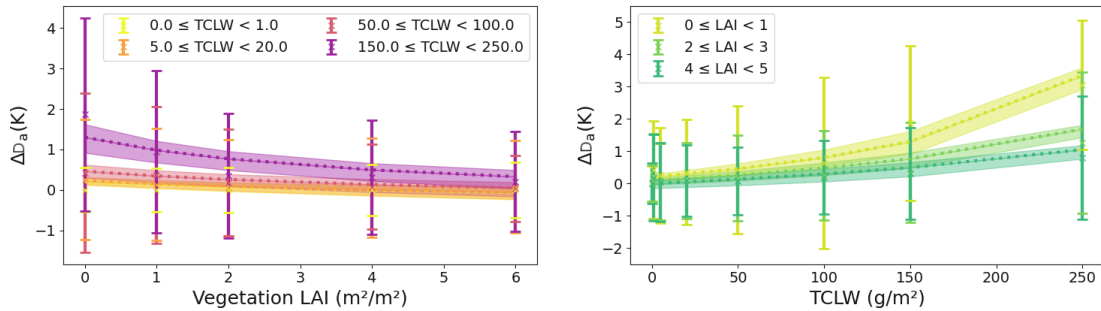 4
3
2
1
0
−1
ΔDₐ(K)
0.0 ≤ TCLW < 1.0
5.0 ≤ TCLW < 20.0
50.0 ≤ TCLW < 100.0
150.0 ≤ TCLW < 250.0
0 1 2 3 4 5 6
Vegetation LAI (m²/m²)
5
4
3
2
1
0
−1
−2
ΔDₐ(K)
0 ≤ LAI < 1
2 ≤ LAI < 3
4 ≤ LAI < 5
0 50 100 150 200 250
TCLW (g/m²)